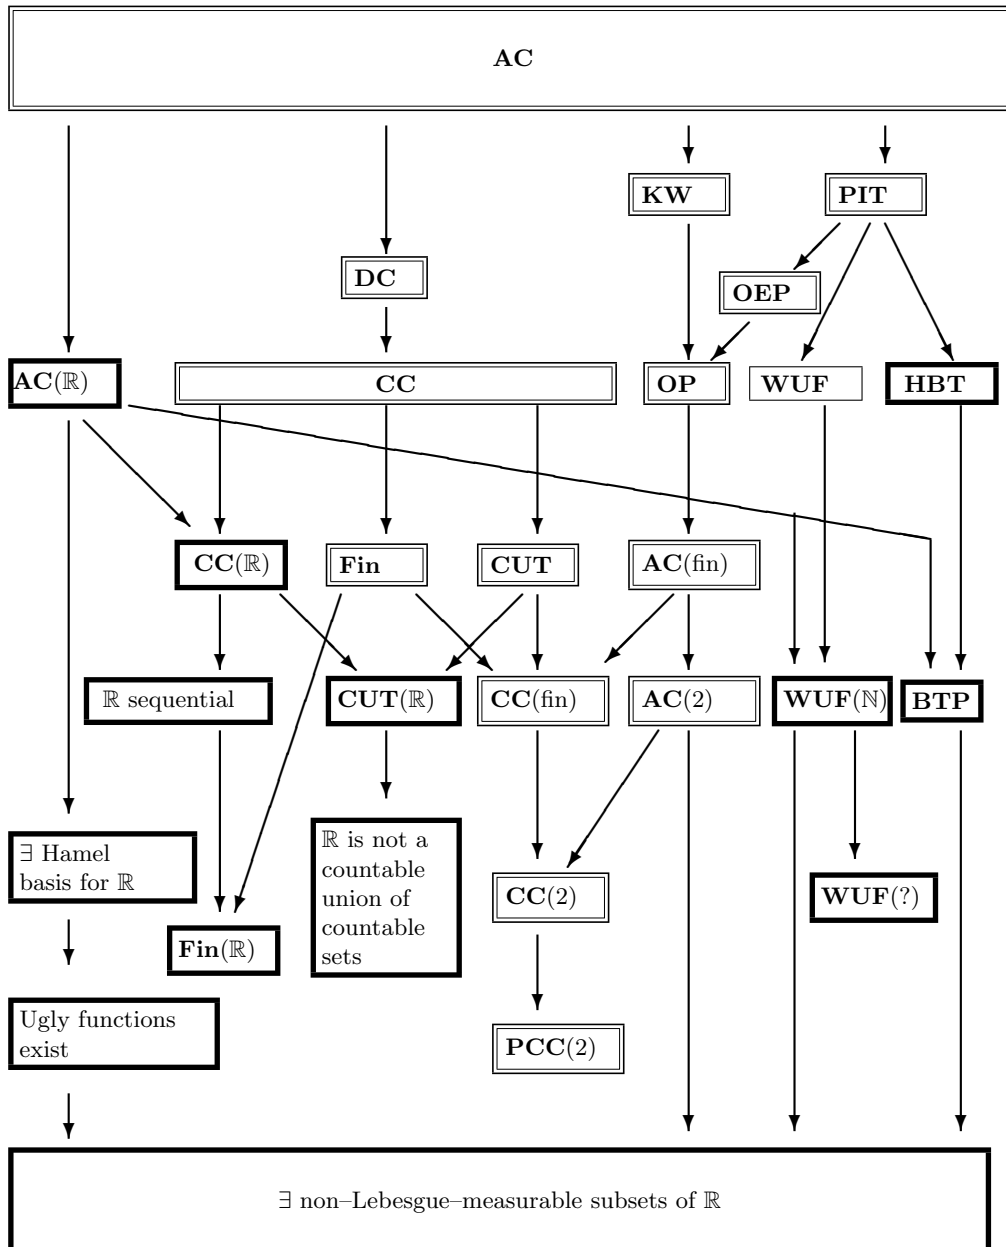 AC
KW
PIT
DC
OEP
AC(ℝ)
CC
OP
WUF
HBT
CC(ℝ)
Fin
CUT
AC(fin)
ℝ sequential
CUT(ℝ)
CC(fin)
AC(2)
WUF(ℕ)
BTP
∃ Hamel
basis for ℝ
ℝ is not a
countable
union of
countable
sets
CC(2)
WUF(?)
Fin(ℝ)
Ugly functions
exist
PCC(2)
∃ non–Lebesgue–measurable subsets of ℝ